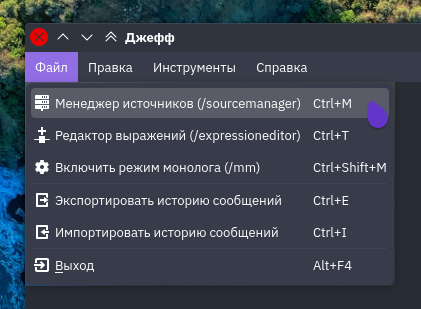 Джефф
Файл Правка Инструменты Справка
Менеджер источников (/sourcemanager) Ctrl+M
Редактор выражений (/expressioneditor) Ctrl+T
Включить режим монолога (/mm) Ctrl+Shift+M
Экспортировать историю сообщений Ctrl+E
Импортировать историю сообщений Ctrl+I
Выход Alt+F4